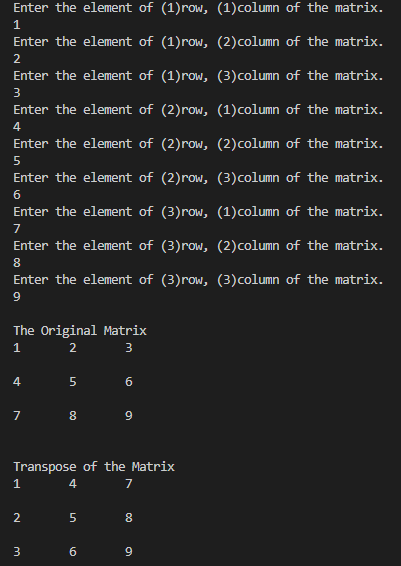 Enter the element of (1)row, (1)column of the matrix.
1
Enter the element of (1)row, (2)column of the matrix.
2
Enter the element of (1)row, (3)column of the matrix.
3
Enter the element of (2)row, (1)column of the matrix.
4
Enter the element of (2)row, (2)column of the matrix.
5
Enter the element of (2)row, (3)column of the matrix.
6
Enter the element of (3)row, (1)column of the matrix.
7
Enter the element of (3)row, (2)column of the matrix.
8
Enter the element of (3)row, (3)column of the matrix.
9
The Original Matrix
1 2 3
4 5 6
7 8 9
Transpose of the Matrix
1 4 7
2 5 8
3 6 9